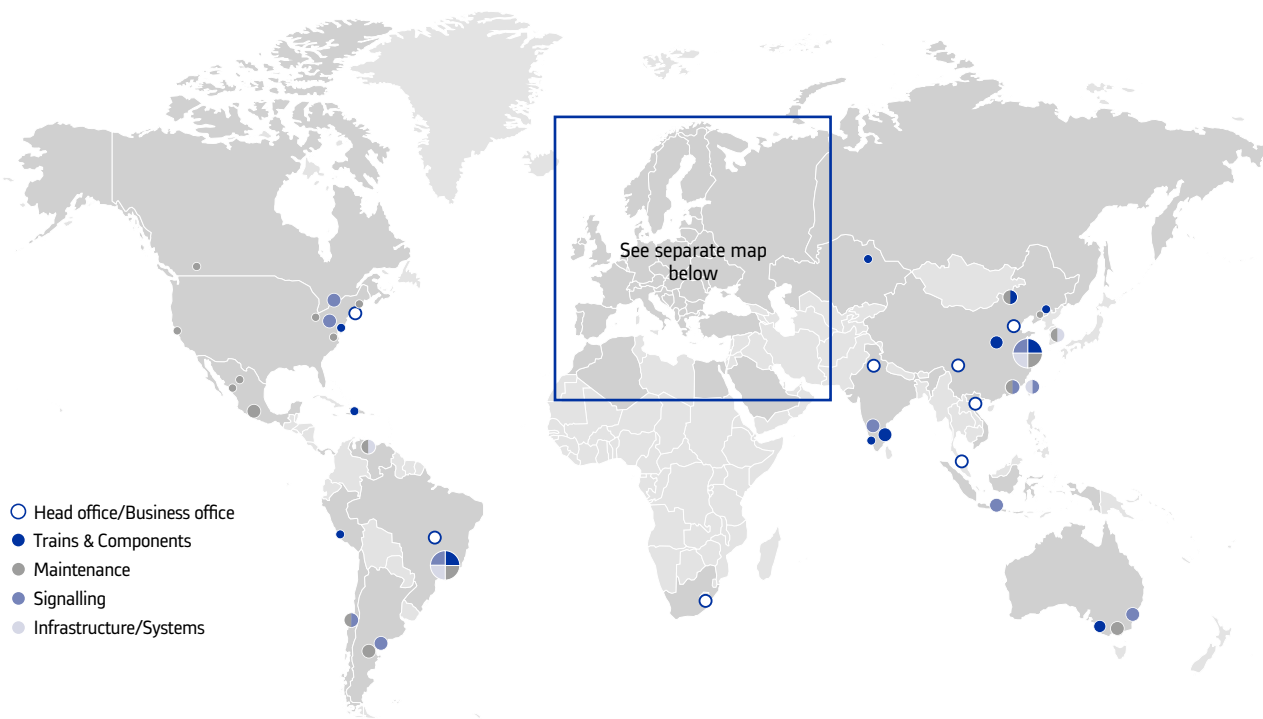 See separate map
below
Head office/Business office
Trains & Components
Maintenance
Signalling
Infrastructure/Systems